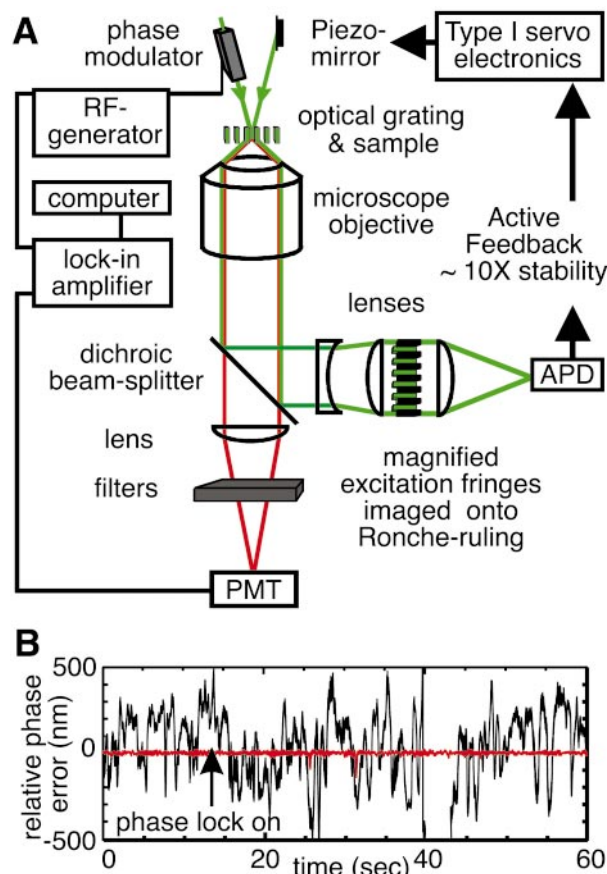 A
phase
modulator
Piezo-
mirror
Type I servo
electronics
RF-
generator
optical grating
& sample
computer
microscope
objective
lock-in
amplifier
Active
Feedback
~ 10X stability
lenses
dichroic
beam-splitter
APD
lens
filters
magnified
excitation fringes
imaged onto
Ronche-ruling
PMT
B
relative phase
error (nm)
500
0
-500
phase lock on
0 20 40 60
time (sec)